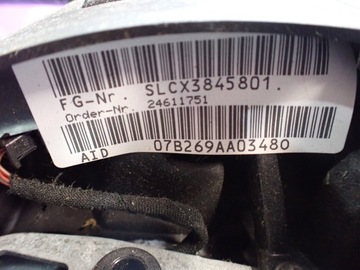 FG-Nr. SLCX3845801.
Order-Nr. 24611751
AID 07B269AA03480